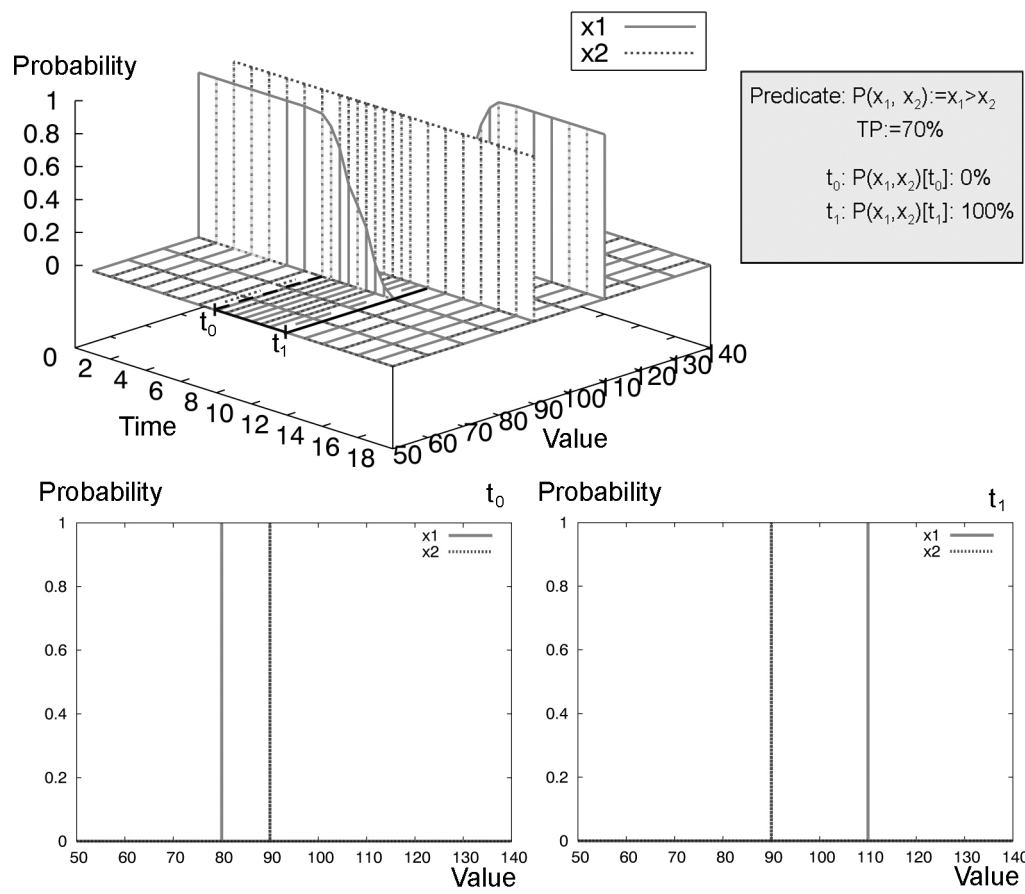 x1
x2
Probability
1
0.8
0.6
0.4
0.2
0
Predicate: P(x₁, x₂):=x₁>x₂
TP:=70%
t₀: P(x₁,x₂)[t₀]: 0%
t₁: P(x₁,x₂)[t₁]: 100%
t₀
t₁
0 2 4 6 8 10 12 14 16 18
Time
50 60 70 80 90 100 110 120 130 140
Value
Probability t₀
x1
x2
1
0.8
0.6
0.4
0.2
0
50 60 70 80 90 100 110 120 130 140
Value
Probability t₁
x1
x2
1
0.8
0.6
0.4
0.2
0
50 60 70 80 90 100 110 120 130 140
Value